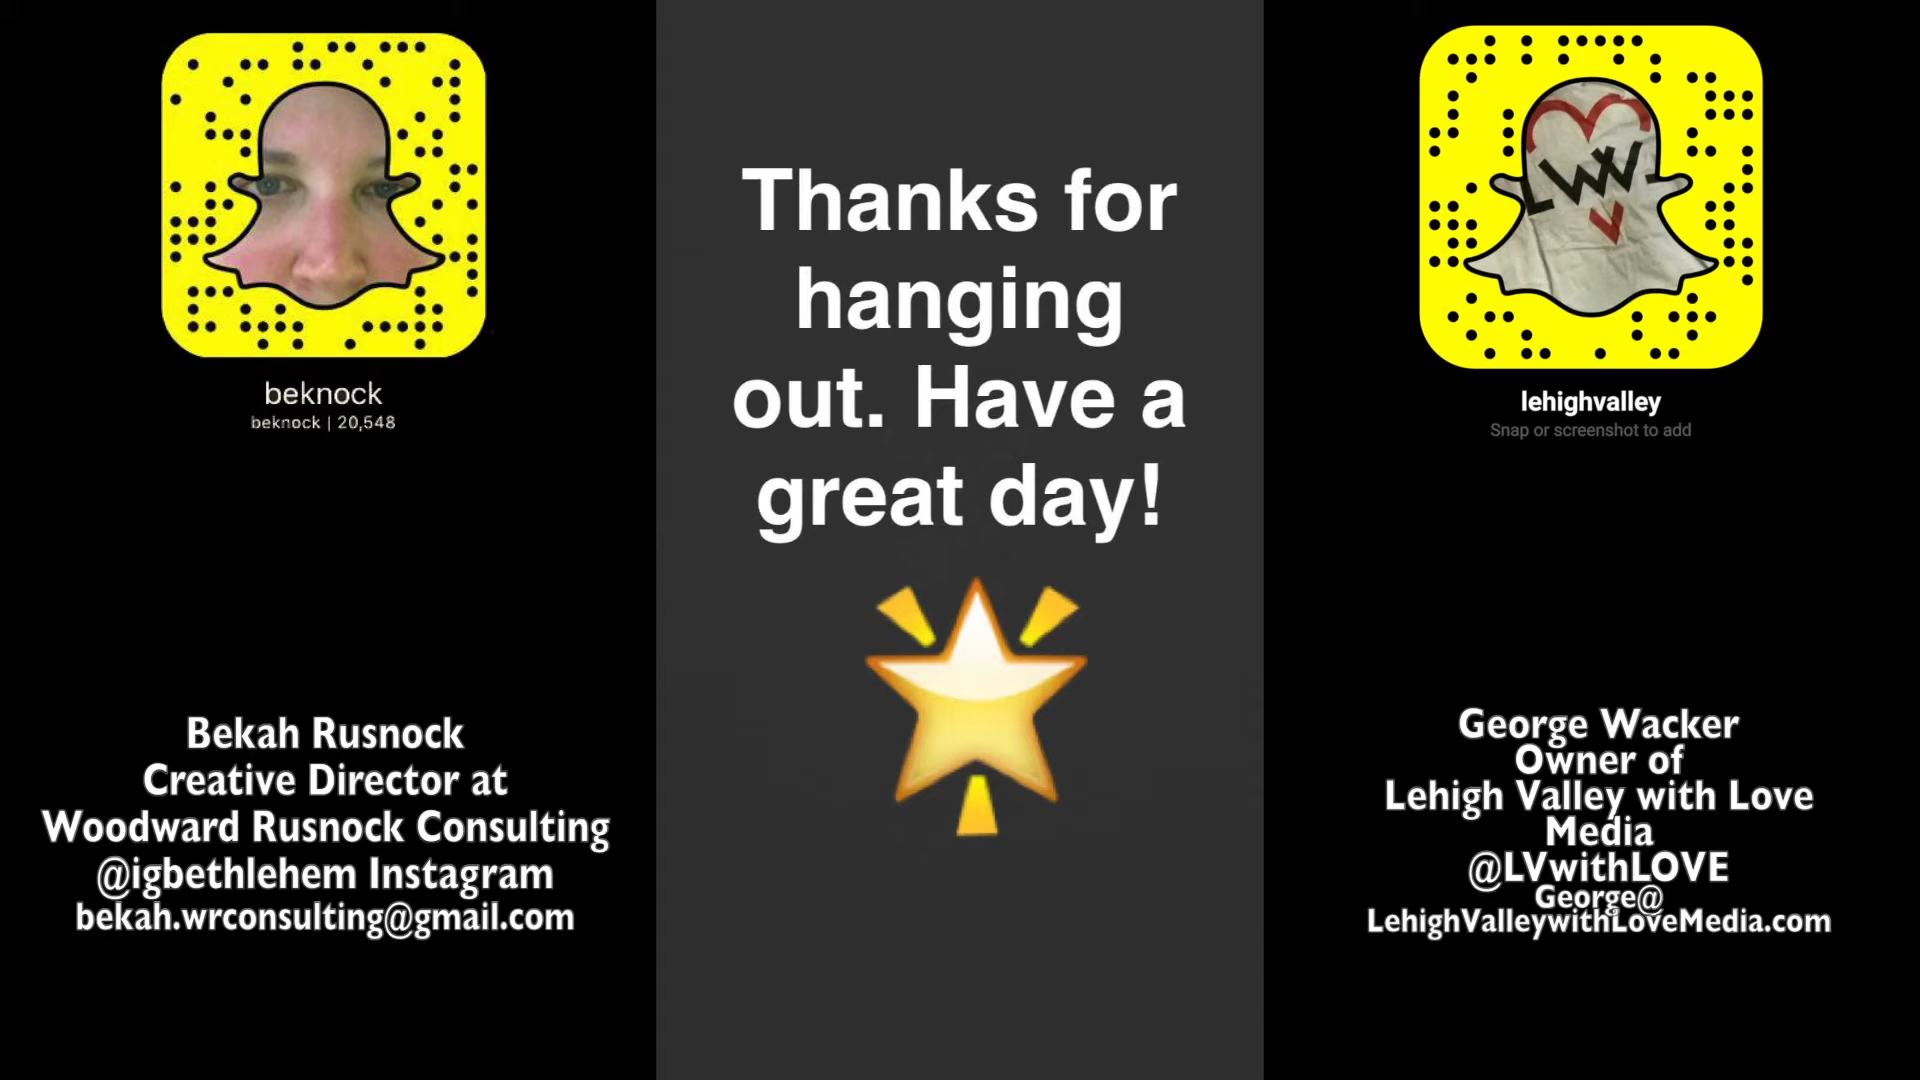 beknock
beknock | 20,548
Bekah Rusnock
Creative Director at
Woodward Rusnock Consulting
@igbethlehem Instagram
bekah.wrconsulting@gmail.com
Thanks for
hanging
out. Have a
great day!
LVW
lehighvalley
Snap or screenshot to add
George Wacker
Owner of
Lehigh Valley with Love
Media
@LVwithLOVE
George@
LehighValleywithLoveMedia.com